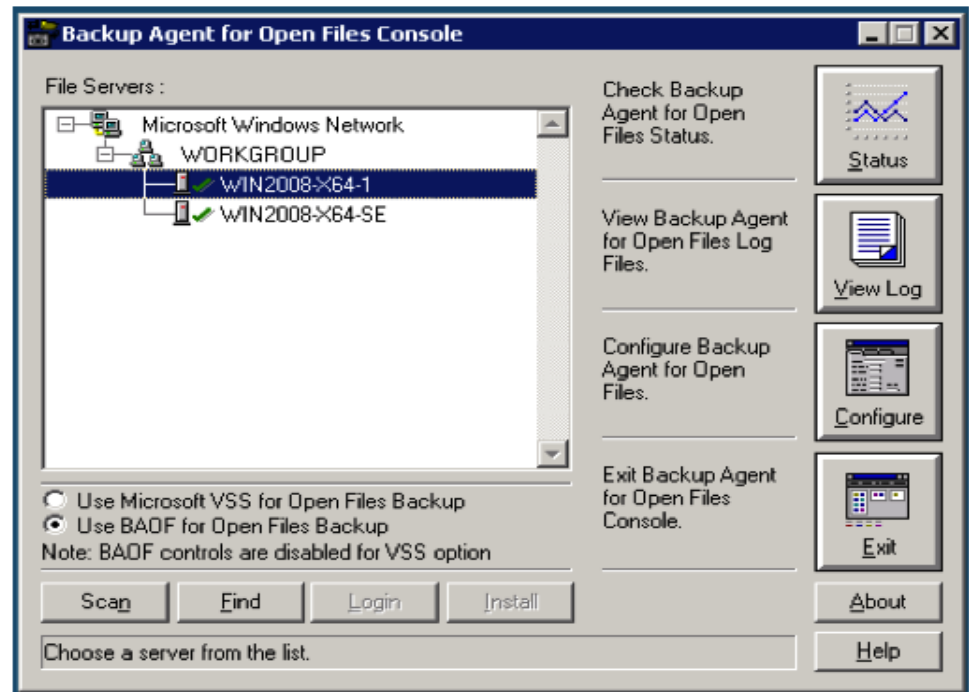 Backup Agent for Open Files Console
File Servers :
Microsoft Windows Network
WORKGROUP
WIN2008-X64-1
WIN2008-X64-SE
Use Microsoft VSS for Open Files Backup
Use BAOF for Open Files Backup
Note: BAOF controls are disabled for VSS option
Scan
Find
Login
Install
Choose a server from the list.
Check Backup
Agent for Open
Files Status.
Status
View Backup Agent
for Open Files Log
Files.
View Log
Configure Backup
Agent for Open
Files.
Configure
Exit Backup Agent
for Open Files
Console.
Exit
About
Help